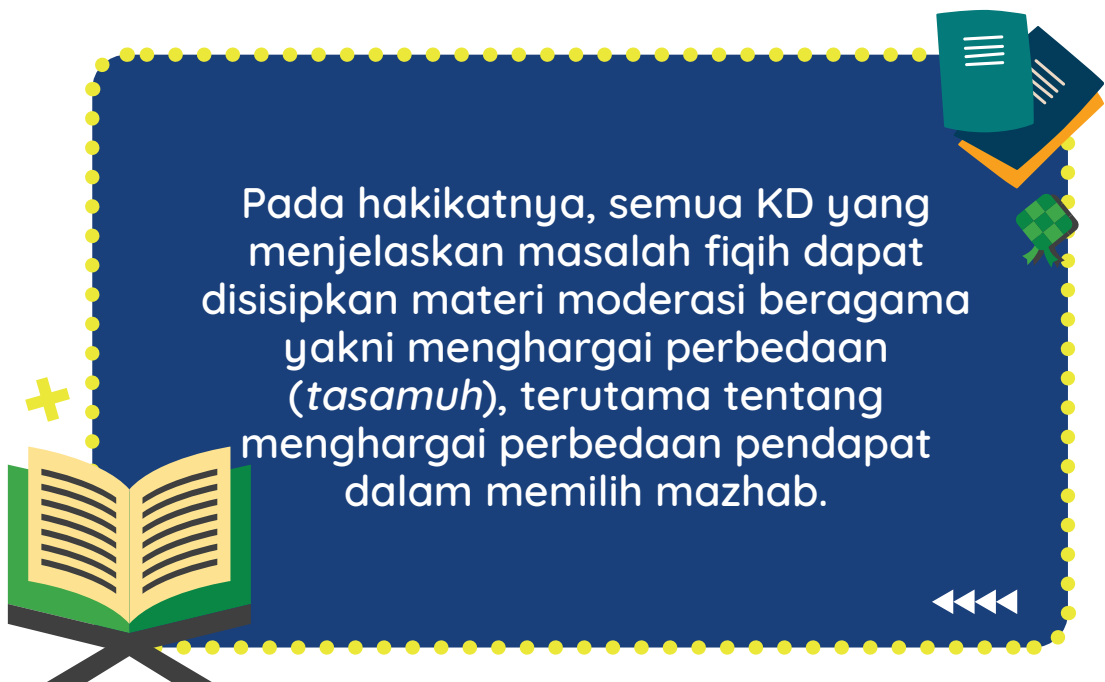 Pada hakikatnya, semua KD yang
menjelaskan masalah fiqih dapat
disisipkan materi moderasi beragama
yakni menghargai perbedaan
(tasamuh), terutama tentang
menghargai perbedaan pendapat
dalam memilih mazhab.